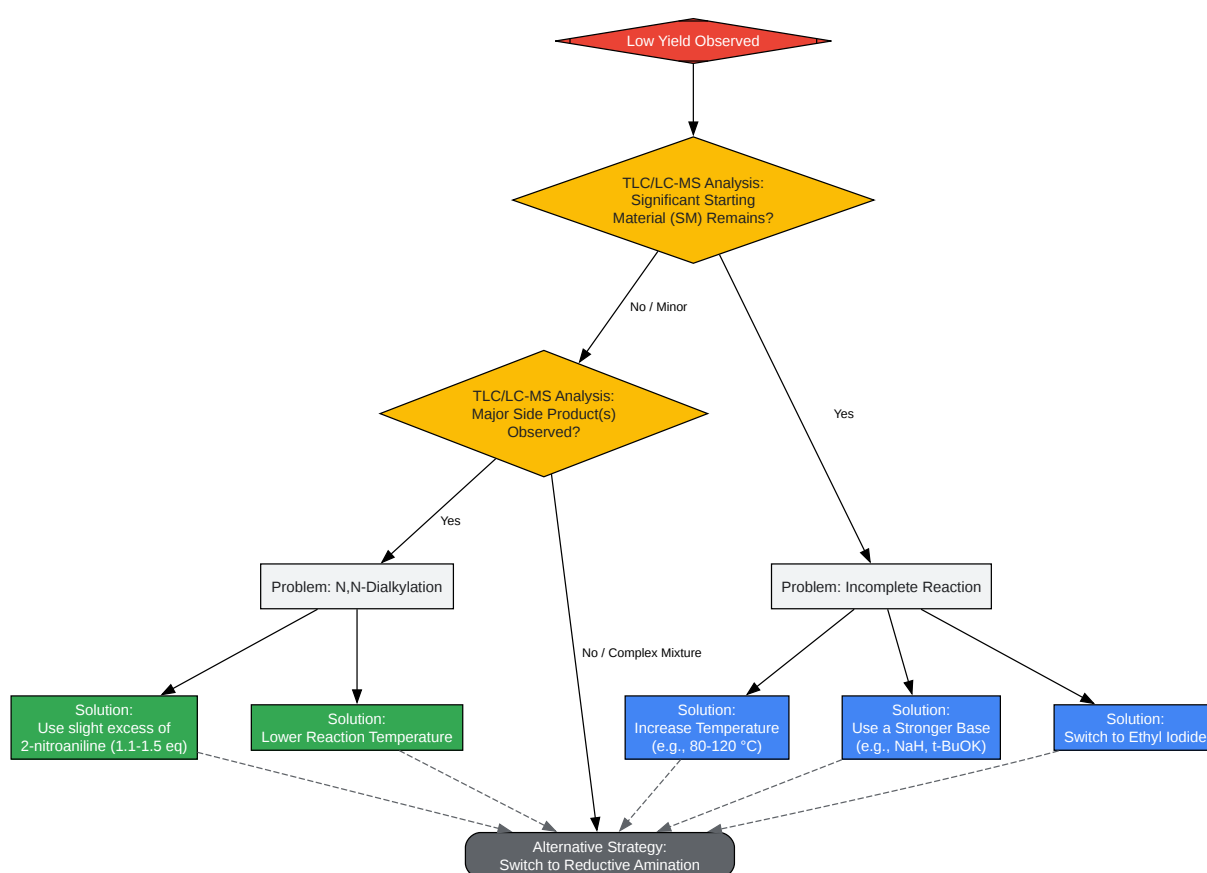 Low Yield Observed
TLC/LC-MS Analysis:
Significant Starting
Material (SM) Remains?
No / Minor
TLC/LC-MS Analysis:
Major Side Product(s)
Observed?
Yes
Yes
Problem: N,N-Dialkylation
Problem: Incomplete Reaction
No / Complex Mixture
Solution:
Use slight excess of
2-nitroaniline (1.1-1.5 eq)
Solution:
Lower Reaction Temperature
Solution:
Increase Temperature
(e.g., 80-120 °C)
Solution:
Use a Stronger Base
(e.g., NaH, t-BuOK)
Solution:
Switch to Ethyl Iodide
Alternative Strategy:
Switch to Reductive Amination